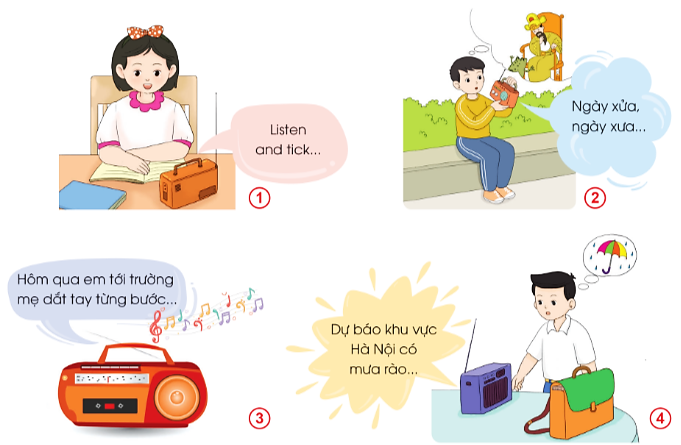 Listen
and tick...
1
Ngày xửa,
ngày xưa...
2
Hôm qua em tới trường
mẹ dắt tay từng bước...
3
Dự báo khu vực
Hà Nội có
mưa rào...
4